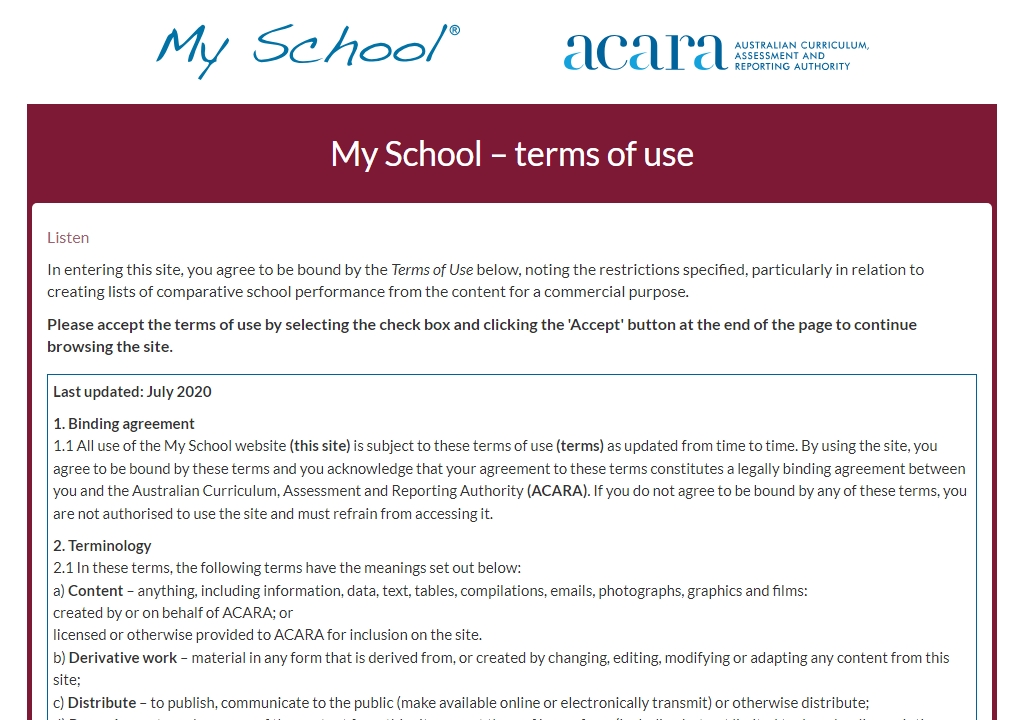 My School®
acara AUSTRALIAN CURRICULUM,
ASSESSMENT AND
REPORTING AUTHORITY
My School – terms of use
Listen
In entering this site, you agree to be bound by the Terms of Use below, noting the restrictions specified, particularly in relation to
creating lists of comparative school performance from the content for a commercial purpose.
Please accept the terms of use by selecting the check box and clicking the 'Accept' button at the end of the page to continue
browsing the site.
Last updated: July 2020
1. Binding agreement
1.1 All use of the My School website (this site) is subject to these terms of use (terms) as updated from time to time. By using the site, you
agree to be bound by these terms and you acknowledge that your agreement to these terms constitutes a legally binding agreement between
you and the Australian Curriculum, Assessment and Reporting Authority (ACARA). If you do not agree to be bound by any of these terms, you
are not authorised to use the site and must refrain from accessing it.
2. Terminology
2.1 In these terms, the following terms have the meanings set out below:
a) Content – anything, including information, data, text, tables, compilations, emails, photographs, graphics and films:
created by or on behalf of ACARA; or
licensed or otherwise provided to ACARA for inclusion on the site.
b) Derivative work – material in any form that is derived from, or created by changing, editing, modifying or adapting any content from this
site;
c) Distribute – to publish, communicate to the public (make available online or electronically transmit) or otherwise distribute;